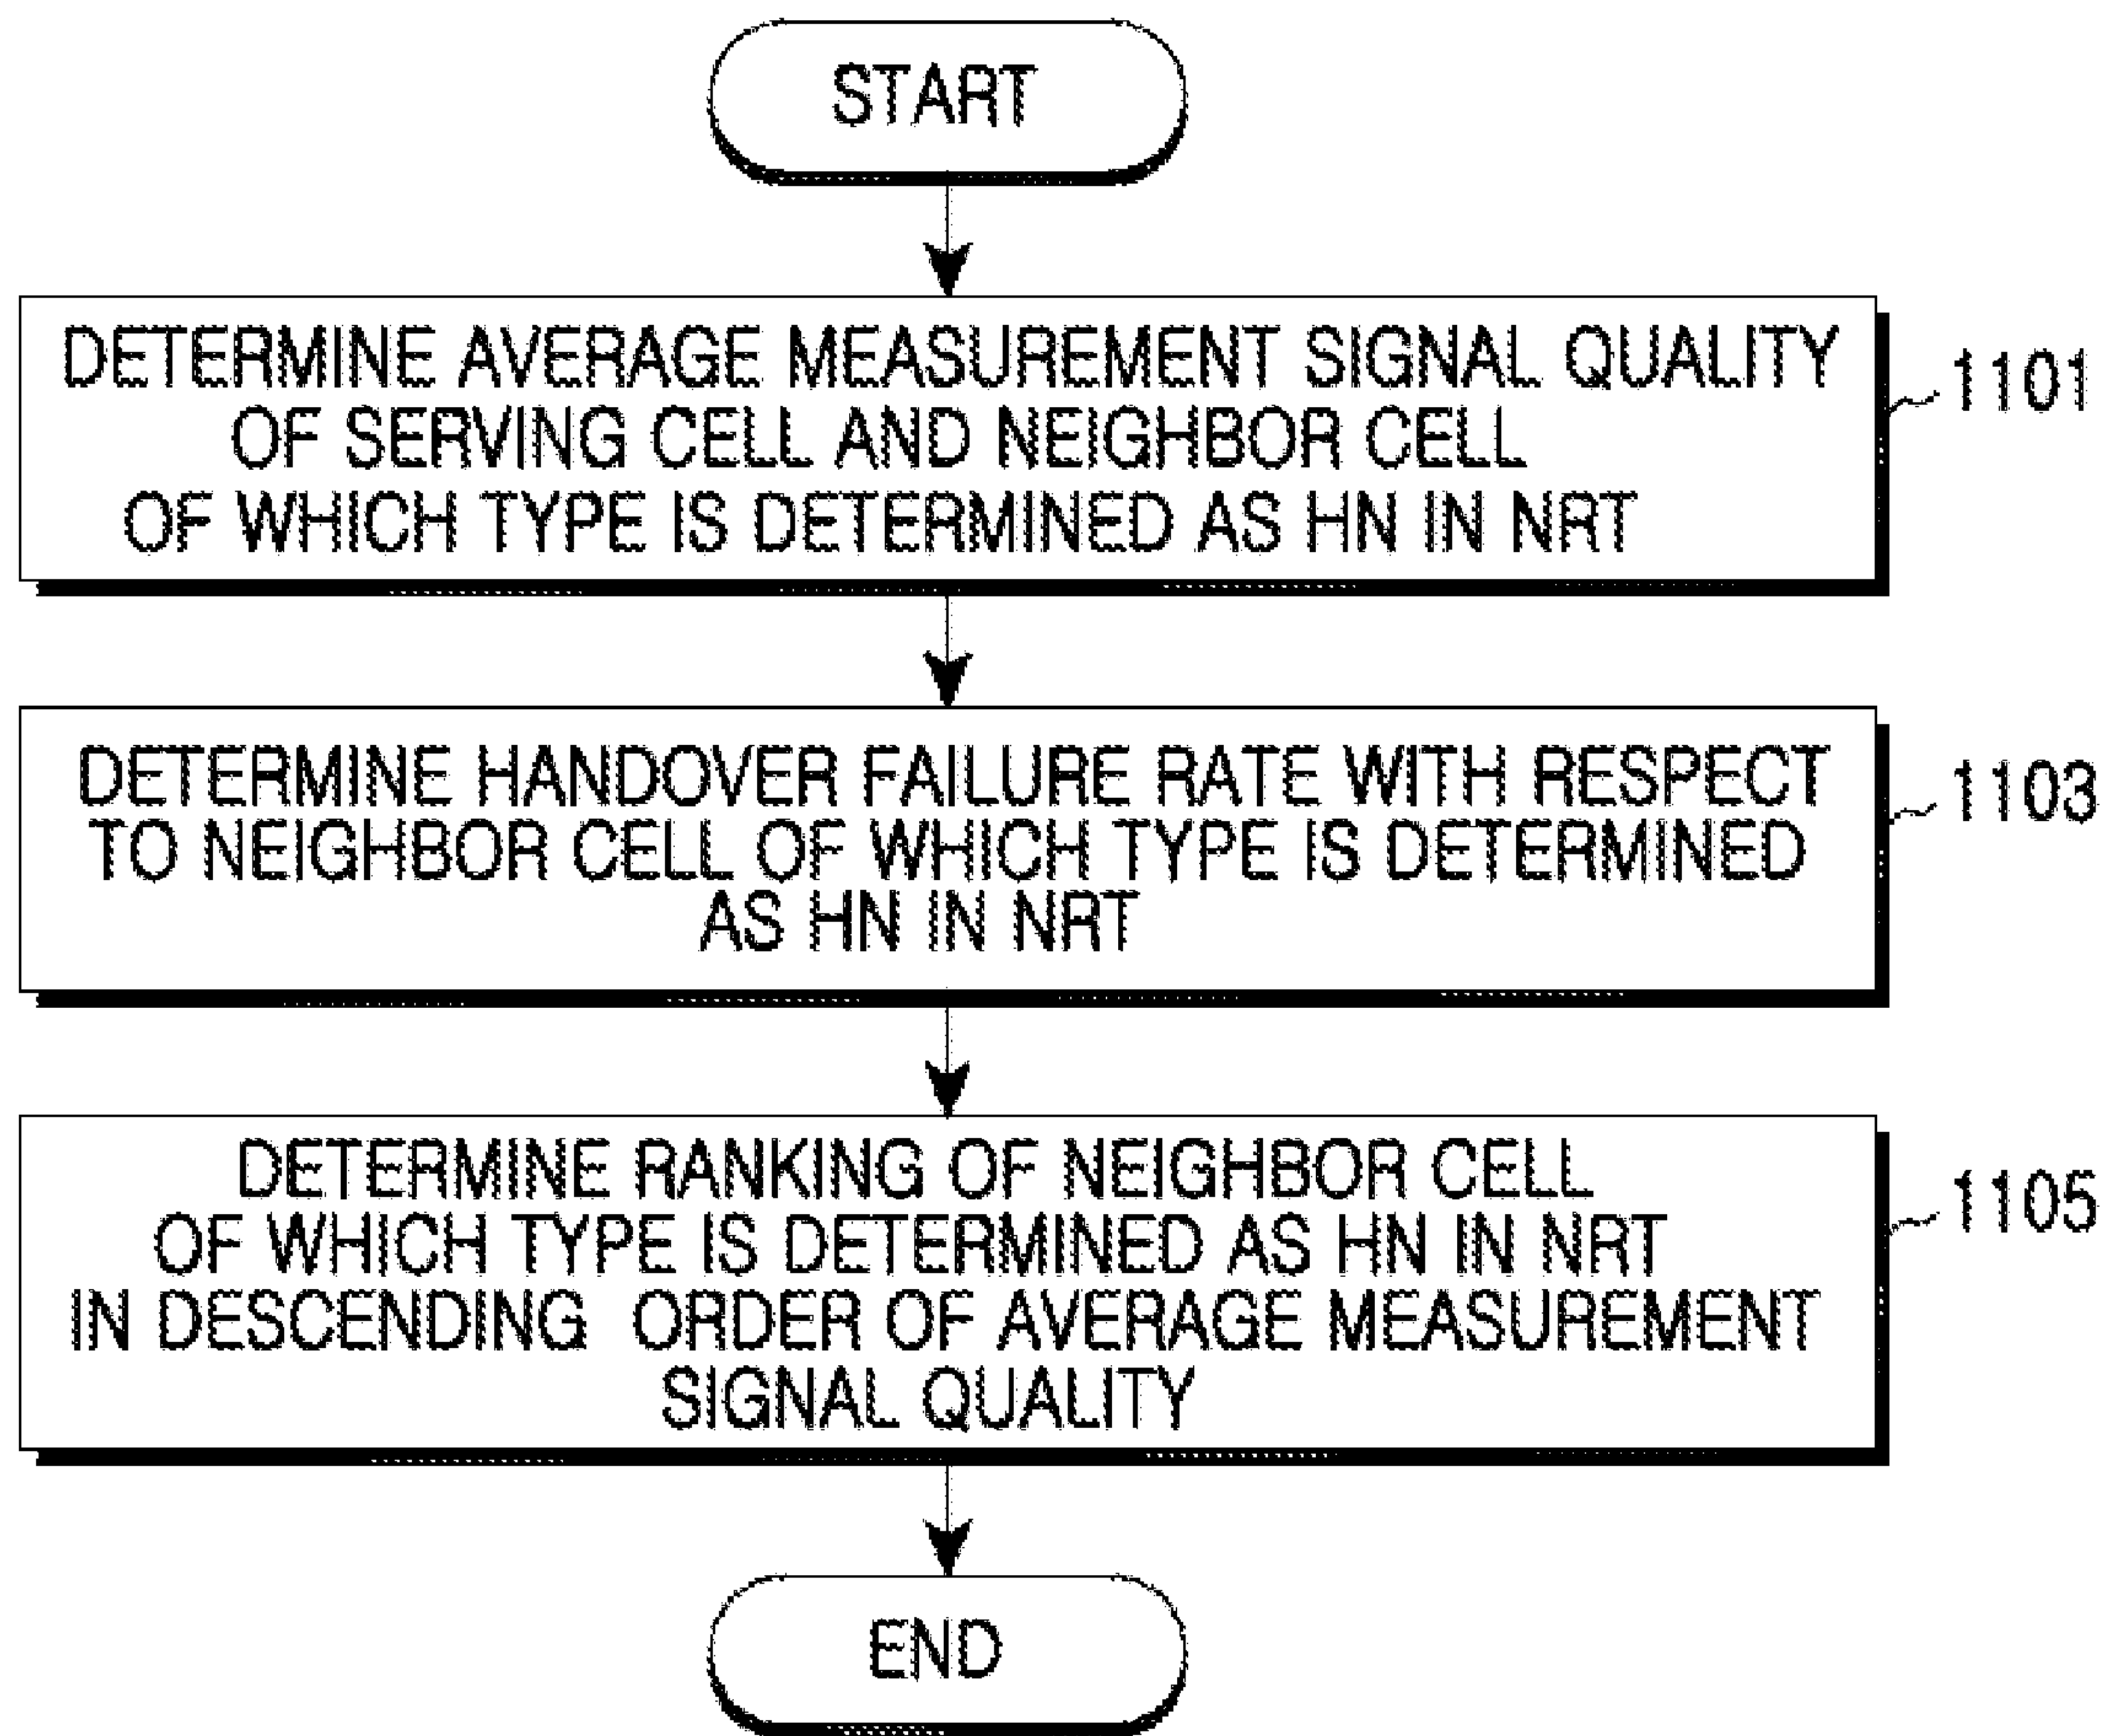 START
DETERMINE AVERAGE MEASUREMENT SIGNAL QUALITY
OF SERVING CELL AND NEIGHBOR CELL
OF WHICH TYPE IS DETERMINED AS HN IN NRT
1101
DETERMINE HANDOVER FAILURE RATE WITH RESPECT
TO NEIGHBOR CELL OF WHICH TYPE IS DETERMINED
AS HN IN NRT
1103
DETERMINE RANKING OF NEIGHBOR CELL
OF WHICH TYPE IS DETERMINED AS HN IN NRT
IN DESCENDING ORDER OF AVERAGE MEASUREMENT
SIGNAL QUALITY
1105
END